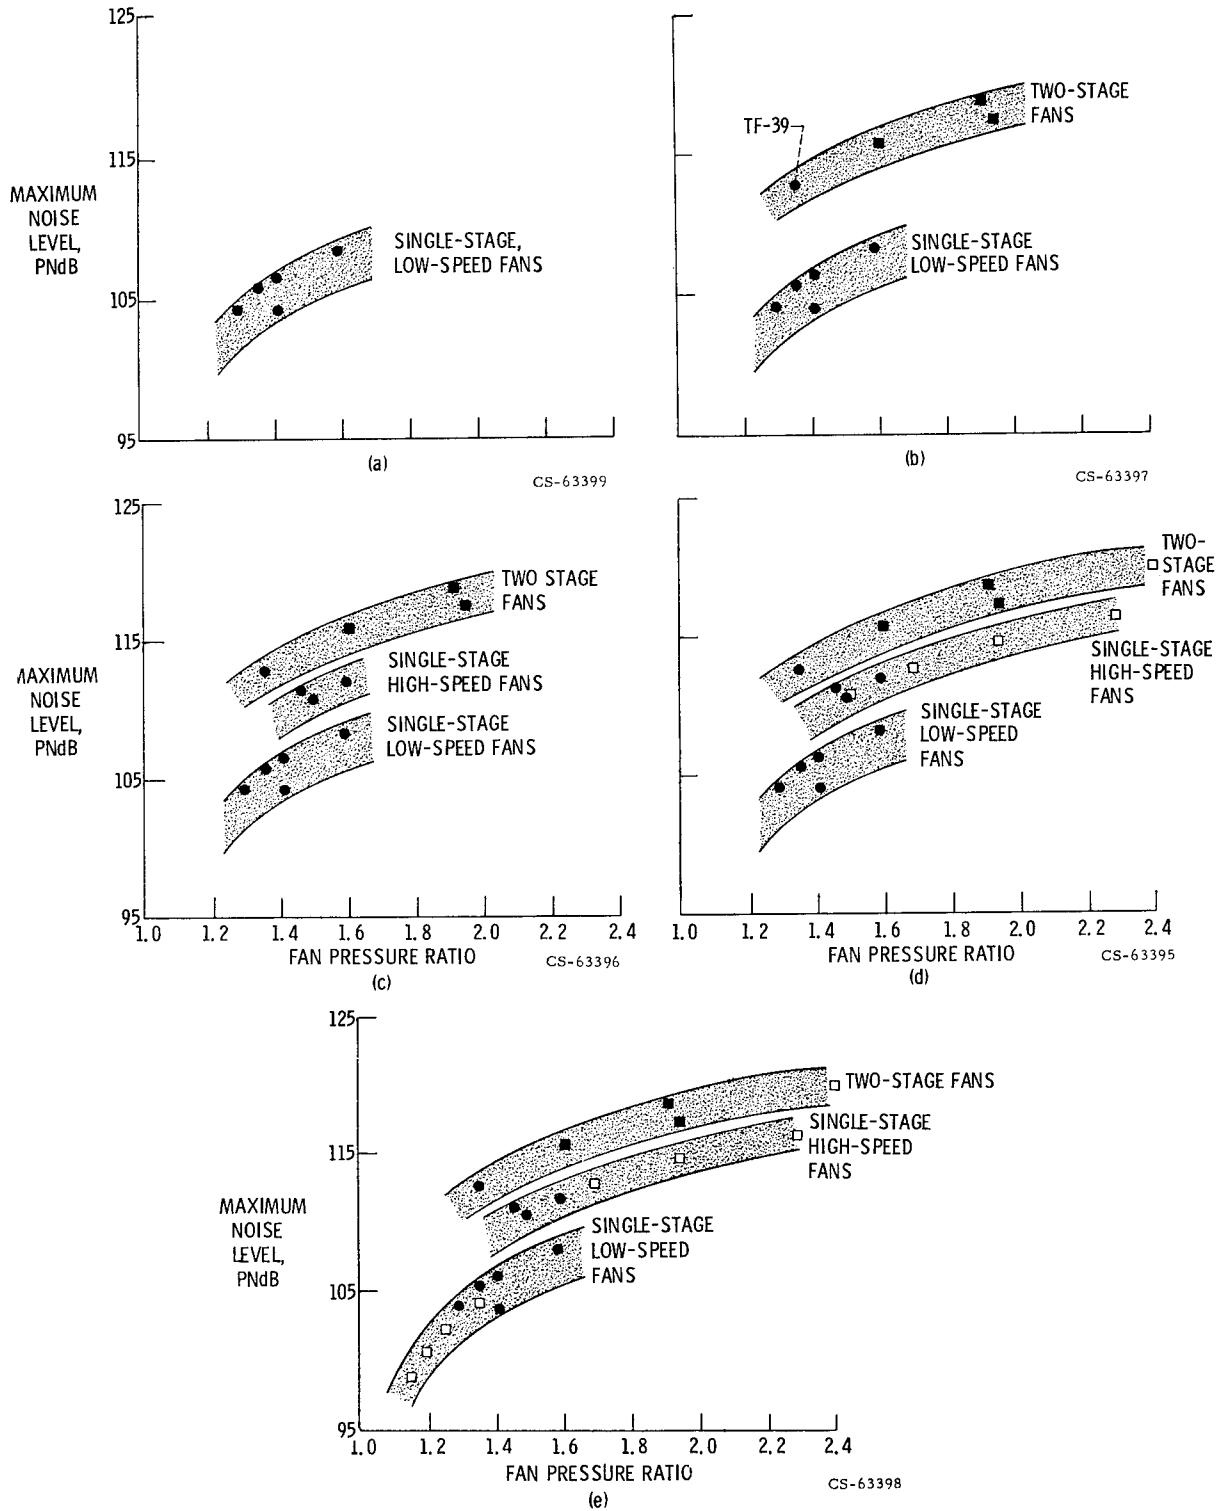 125
115
105
95
MAXIMUM
NOISE
LEVEL,
PNdB
SINGLE-STAGE,
LOW-SPEED FANS
(a)
CS-63399
TF-39
TWO-STAGE
FANS
SINGLE-STAGE
LOW-SPEED FANS
(b)
CS-63397
125
115
105
95
MAXIMUM
NOISE
LEVEL,
PNdB
TWO STAGE
FANS
SINGLE-STAGE
HIGH-SPEED FANS
SINGLE-STAGE
LOW-SPEED FANS
1.0 1.2 1.4 1.6 1.8 2.0 2.2 2.4
FAN PRESSURE RATIO
CS-63396
(c)
TWO-
STAGE
FANS
SINGLE-STAGE
HIGH-SPEED
FANS
SINGLE-STAGE
LOW-SPEED
FANS
1.0 1.2 1.4 1.6 1.8 2.0 2.2 2.4
FAN PRESSURE RATIO
CS-63395
(d)
125
115
105
95
MAXIMUM
NOISE
LEVEL,
PNdB
TWO-STAGE FANS
SINGLE-STAGE
HIGH-SPEED
FANS
SINGLE-STAGE
LOW-SPEED
FANS
1.0 1.2 1.4 1.6 1.8 2.0 2.2 2.4
FAN PRESSURE RATIO
CS-63398
(e)